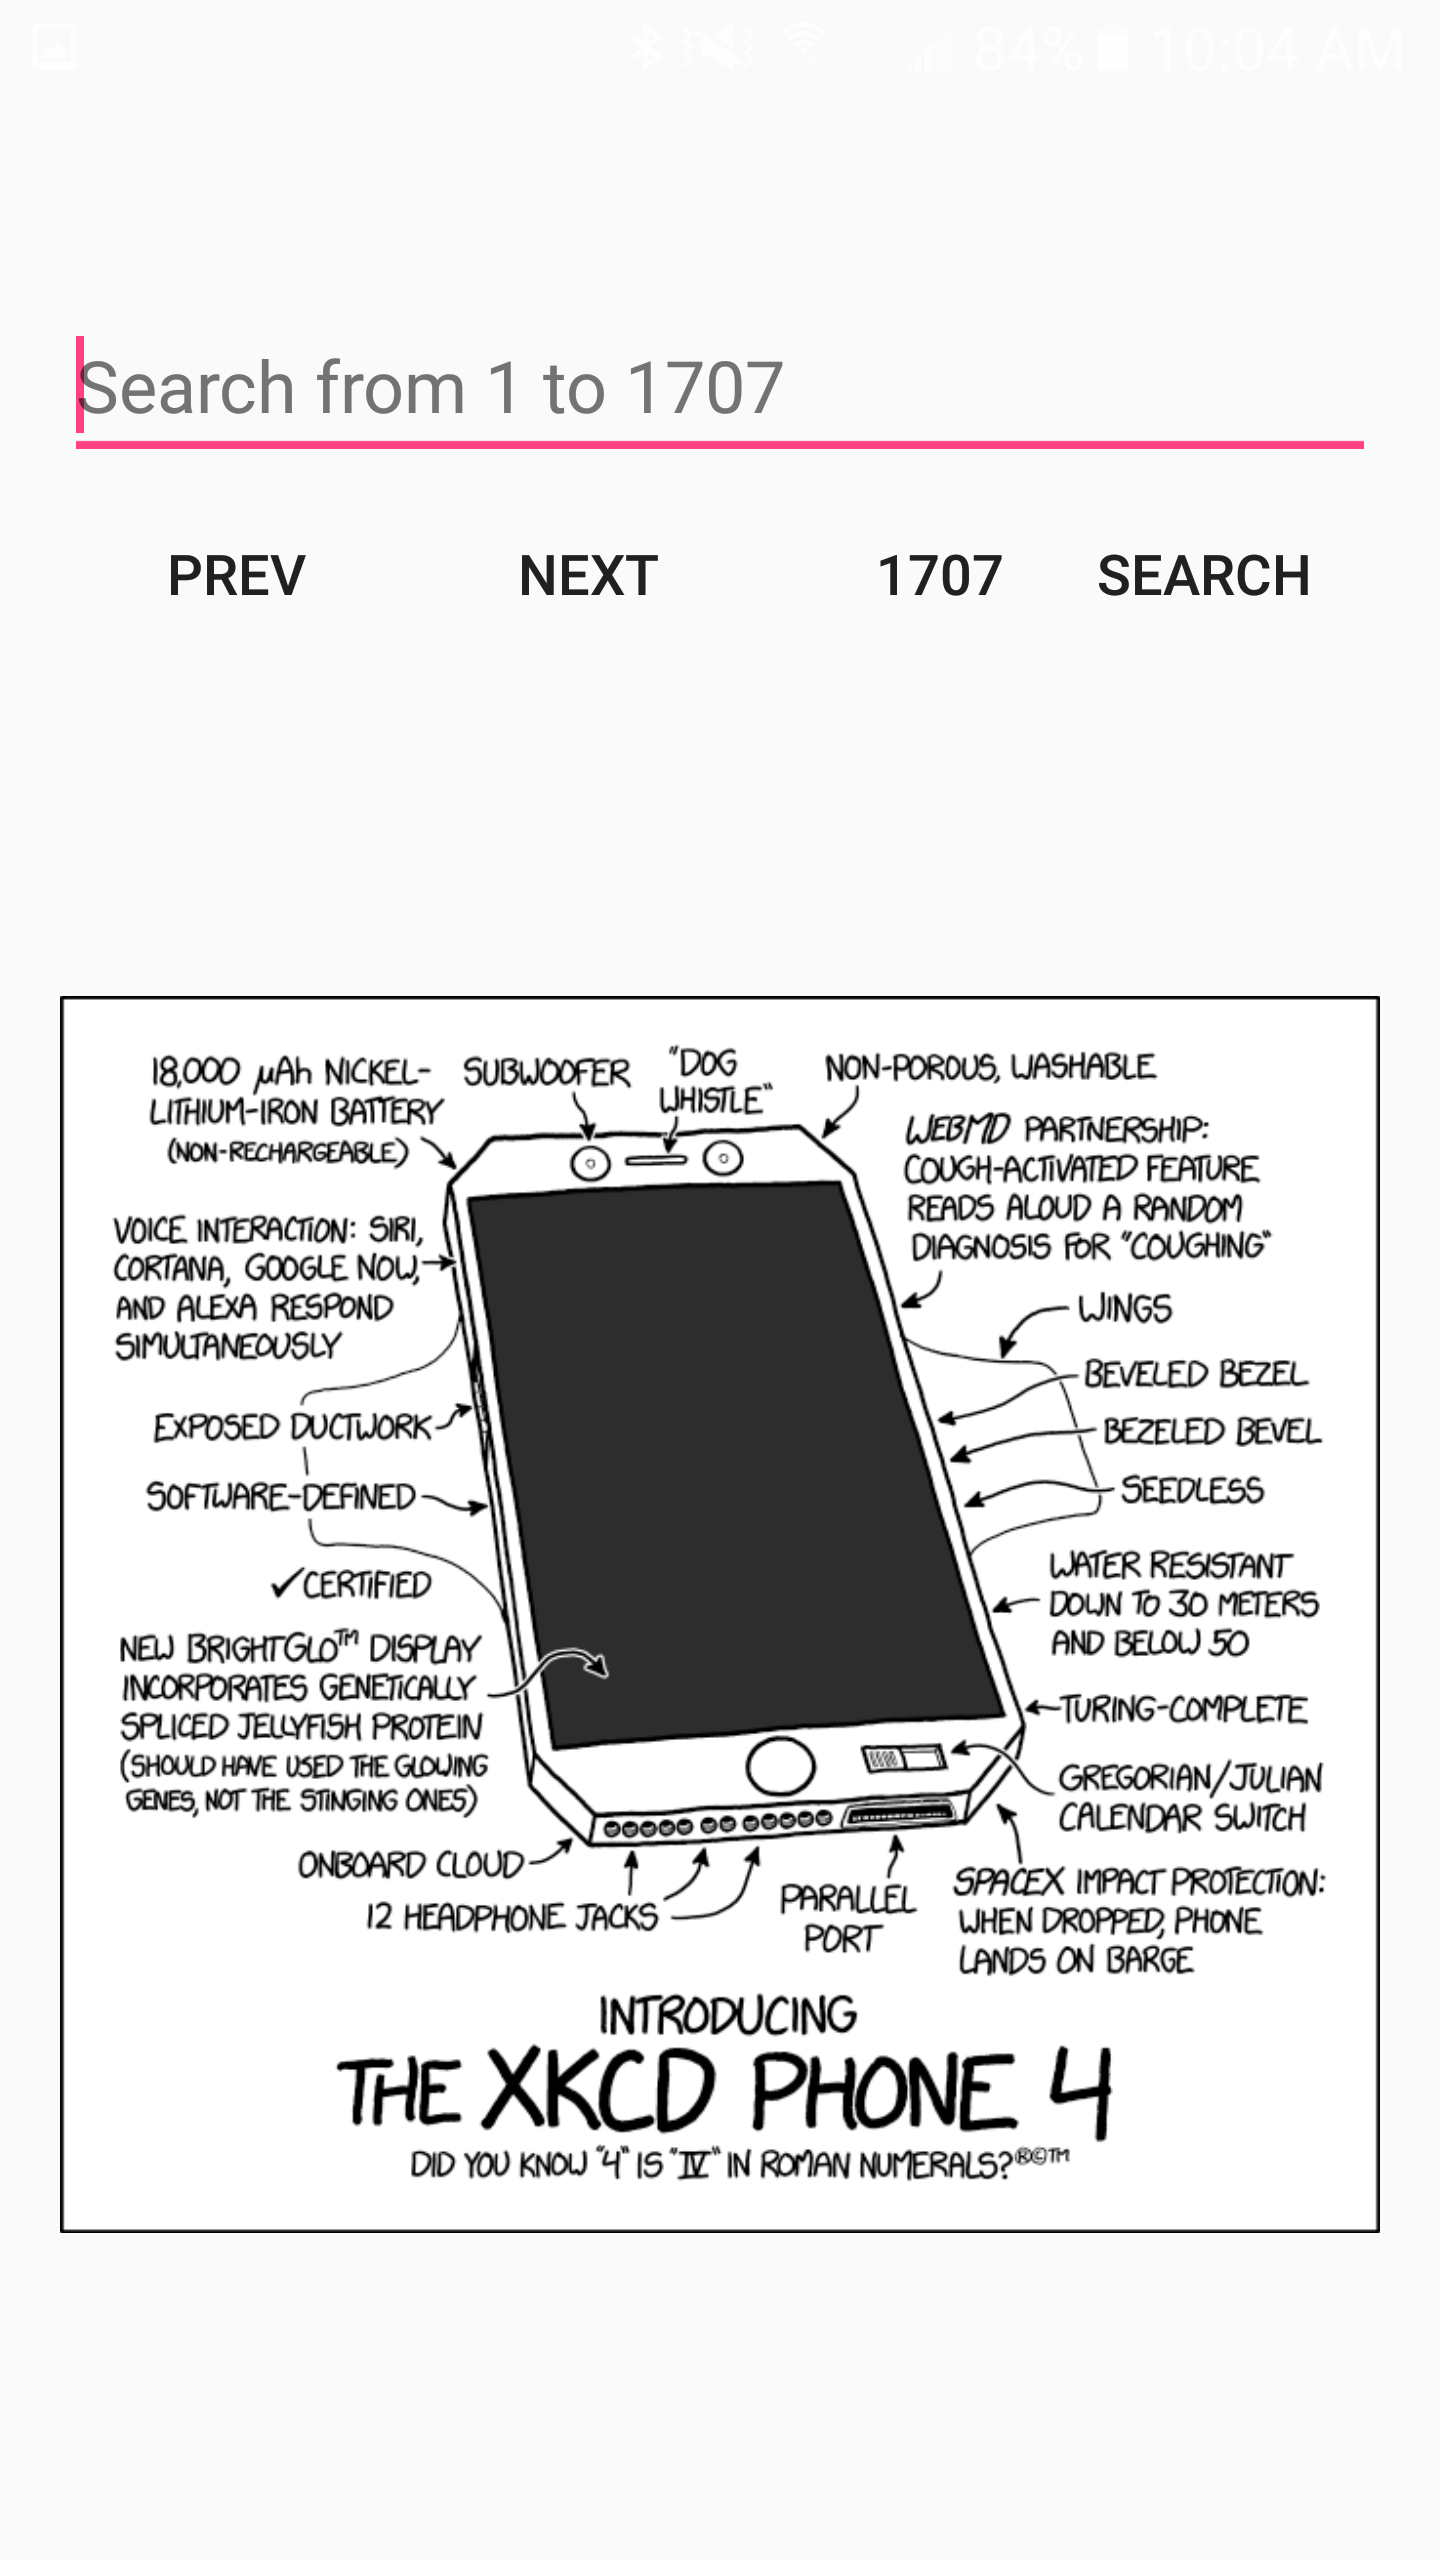 84% 10:04 AM
Search from 1 to 1707
PREV NEXT 1707 SEARCH
18,000 µAh NICKEL-
LITHIUM-IRON BATTERY
(NON-RECHARGEABLE)
SUBWOOFER
"DOG
WHISTLE"
NON-POROUS, WASHABLE
WEBMD PARTNERSHIP:
COUGH-ACTIVATED FEATURE
READS ALOUD A RANDOM
DIAGNOSIS FOR "COUGHING"
VOICE INTERACTION: SIRI,
CORTANA, GOOGLE NOW,
AND ALEXA RESPOND
SIMULTANEOUSLY
WINGS
BEVELED BEZEL
EXPOSED DUCTWORK
BEZELED BEVEL
SOFTWARE-DEFINED
SEEDLESS
✓CERTIFIED
WATER RESISTANT
DOWN TO 30 METERS
AND BELOW 50
NEW BRIGHTGLO™ DISPLAY
INCORPORATES GENETICALLY
SPLICED JELLYFISH PROTEIN
(SHOULD HAVE USED THE GLOWING
GENES, NOT THE STINGING ONES)
TURING-COMPLETE
GREGORIAN/JULIAN
CALENDAR SWITCH
ONBOARD CLOUD
12 HEADPHONE JACKS
PARALLEL
PORT
SPACEX IMPACT PROTECTION:
WHEN DROPPED, PHONE
LANDS ON BARGE
INTRODUCING
THE XKCD PHONE 4
DID YOU KNOW "4" IS "IV" IN ROMAN NUMERALS?®©™